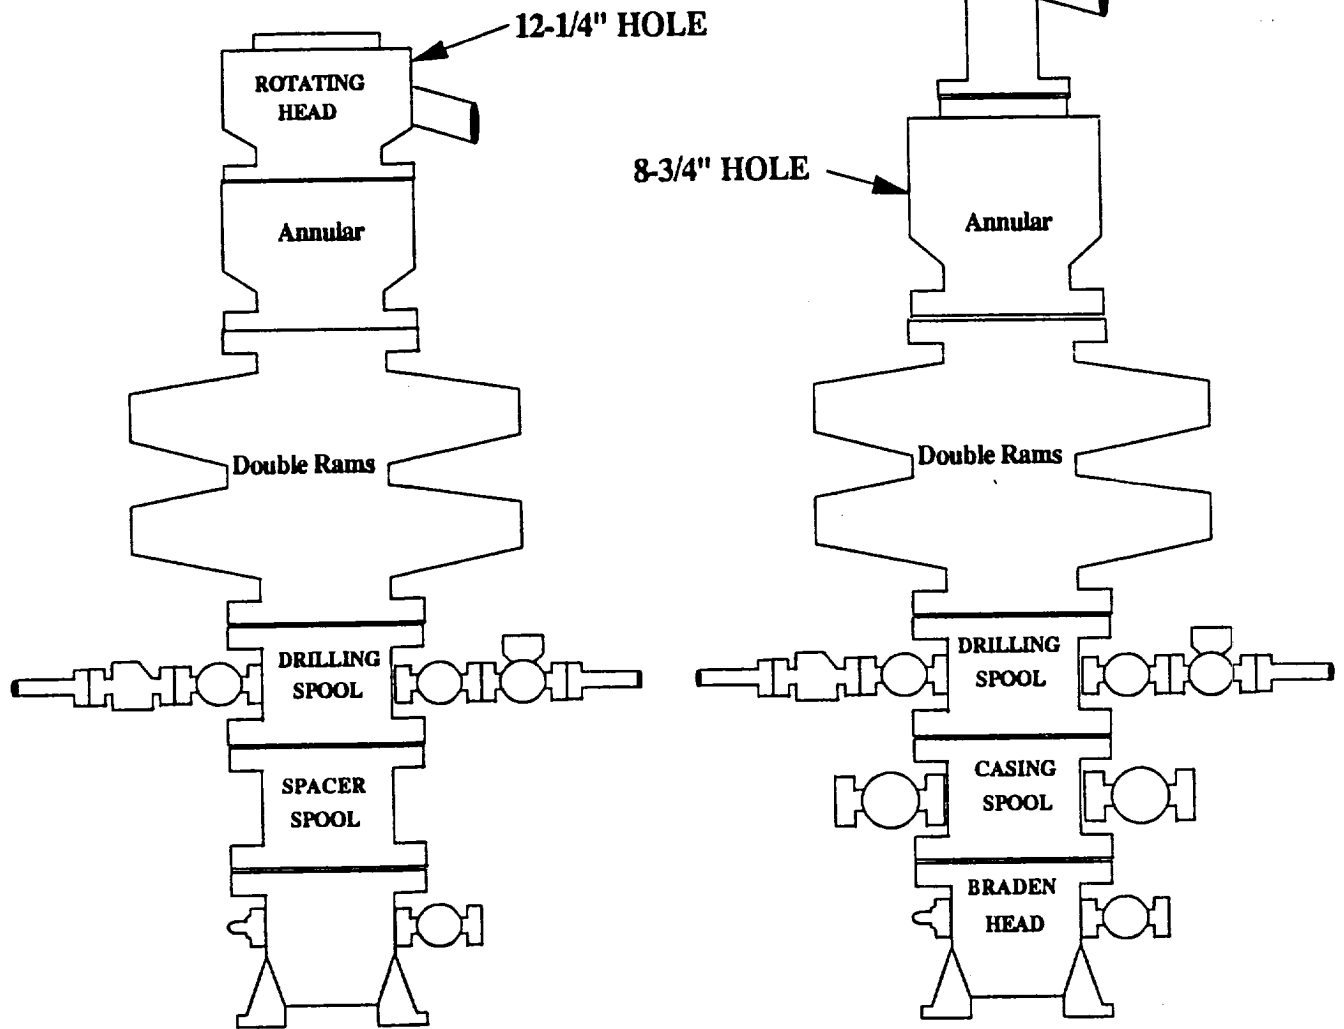 12-1/4" HOLE
ROTATING
HEAD
Annular
Double Rams
DRILLING
SPOOL
SPACER
SPOOL
8-3/4" HOLE
Annular
Double Rams
DRILLING
SPOOL
CASING
SPOOL
BRADEN
HEAD